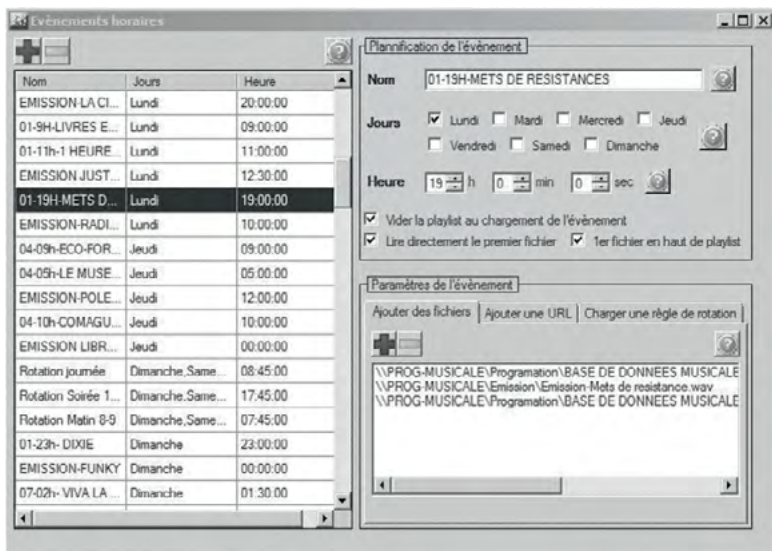 Evènements horaires
Nom Jours Heure
EMISSION-LA CI... Lundi 20:00:00
01-9H-LIVRES E... Lundi 09:00:00
01-11h-1 HEURE... Lundi 11:00:00
EMISSION JUST... Lundi 12:30:00
01-19H-METS D... Lundi 19:00:00
EMISSION-RADI... Lundi 10:00:00
04-09h-ECO-FOR... Jeudi 09:00:00
04-05h-LE MUSE... Jeudi 05:00:00
EMISSION-POLE... Jeudi 12:00:00
04-10h-COMAGU... Jeudi 10:00:00
EMISSION LIBR... Jeudi 00:00:00
Rotation journée Dimanche,Same... 08:45:00
Rotation Soirée 1... Dimanche,Same... 17:45:00
Rotation Matin 8-9 Dimanche,Same... 07:45:00
01-23h- DIXIE Dimanche 23:00:00
EMISSION-FUNKY Dimanche 00:00:00
07-02h- VIVA LA ... Dimanche 01:30:00
Plannification de l'évènement
Nom 01-19H-METS DE RESISTANCES
Jours Lundi Mardi Mercredi Jeudi
Vendredi Samedi Dimanche
Heure 19 h 0 min 0 sec
Vider la playlist au chargement de l'évènement
Lire directement le premier fichier 1er fichier en haut de playlist
Paramètres de l'évènement
Ajouter des fichiers Ajouter une URL Charger une règle de rotation
\\PROG-MUSICALE\Programation\BASE DE DONNEES MUSICALE
\\PROG-MUSICALE\Emission\Emission-Mets de resistance.wav
\\PROG-MUSICALE\Programation\BASE DE DONNEES MUSICALE